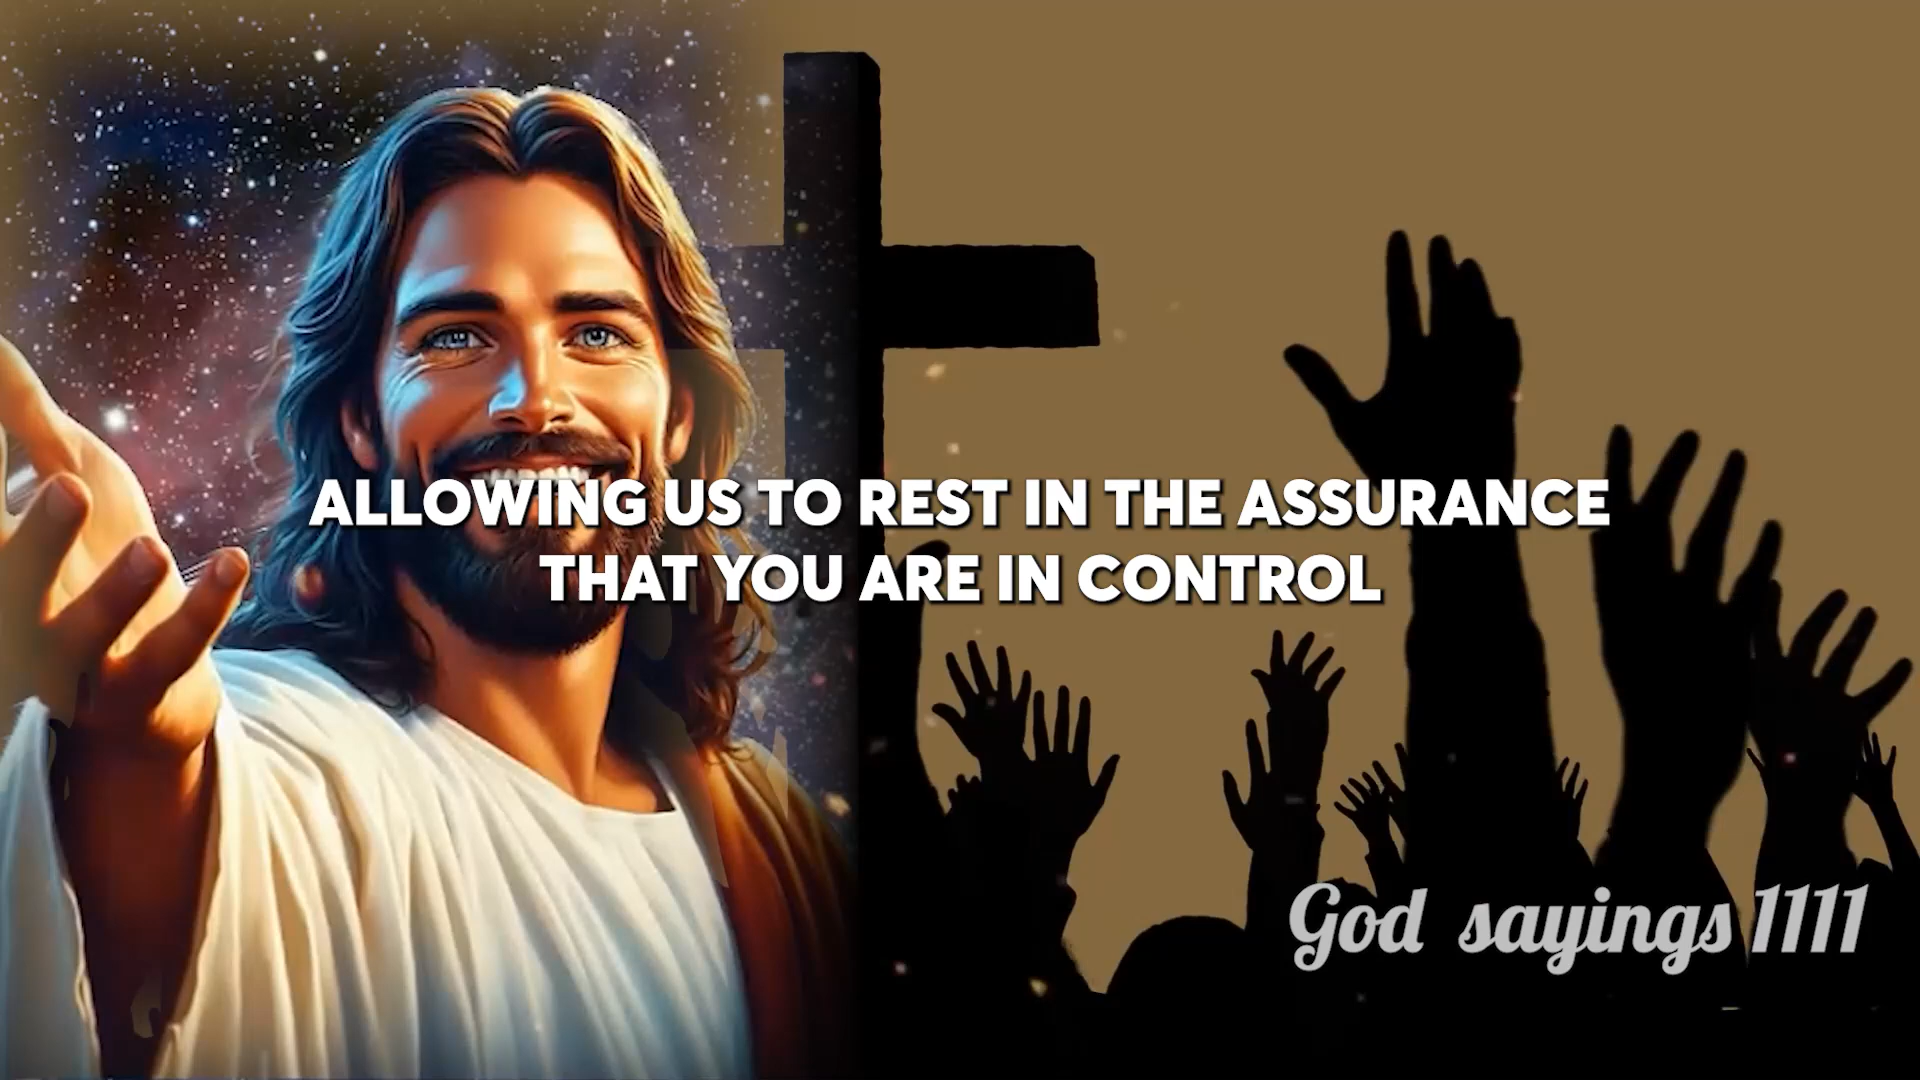 ALLOWING US TO REST IN THE ASSURANCE
THAT YOU ARE IN CONTROL
God sayings 1111